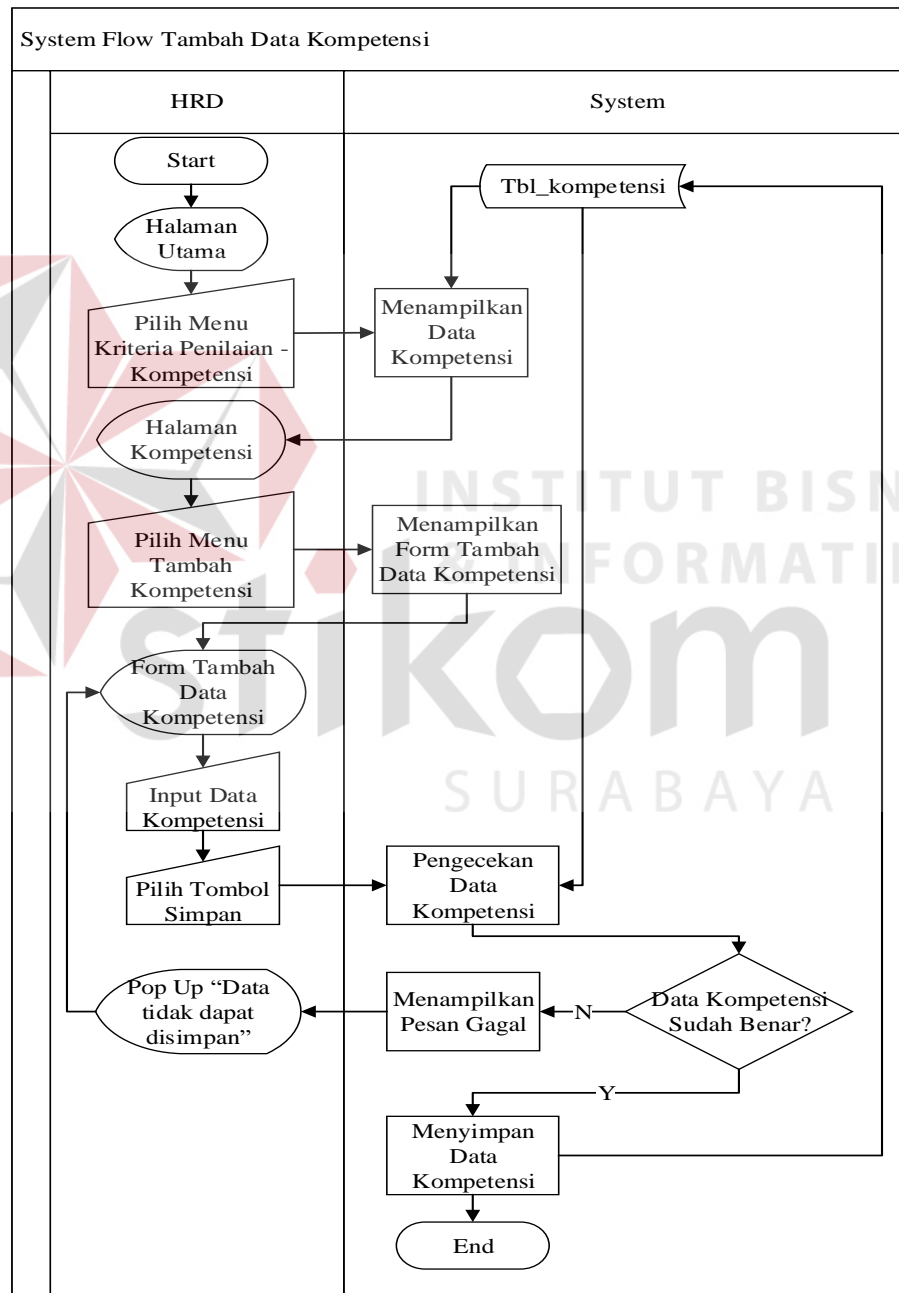 System Flow Tambah Data Kompetensi
HRD
System
Start
Tbl_kompetensi
Halaman
Utama
Pilih Menu
Kriteria Penilaian -
Kompetensi
Menampilkan
Data
Kompetensi
Halaman
Kompetensi
Pilih Menu
Tambah
Kompetensi
Menampilkan
Form Tambah
Data Kompetensi
Form Tambah
Data
Kompetensi
Input Data
Kompetensi
Pilih Tombol
Simpan
Pengecekan
Data
Kompetensi
Data Kompetensi
Sudah Benar?
N
Menampilkan
Pesan Gagal
Pop Up “Data
tidak dapat
disimpan”
Y
Menyimpan
Data
Kompetensi
End
INSTITUT BISN
& INFORMATI
stikom
SURABAYA